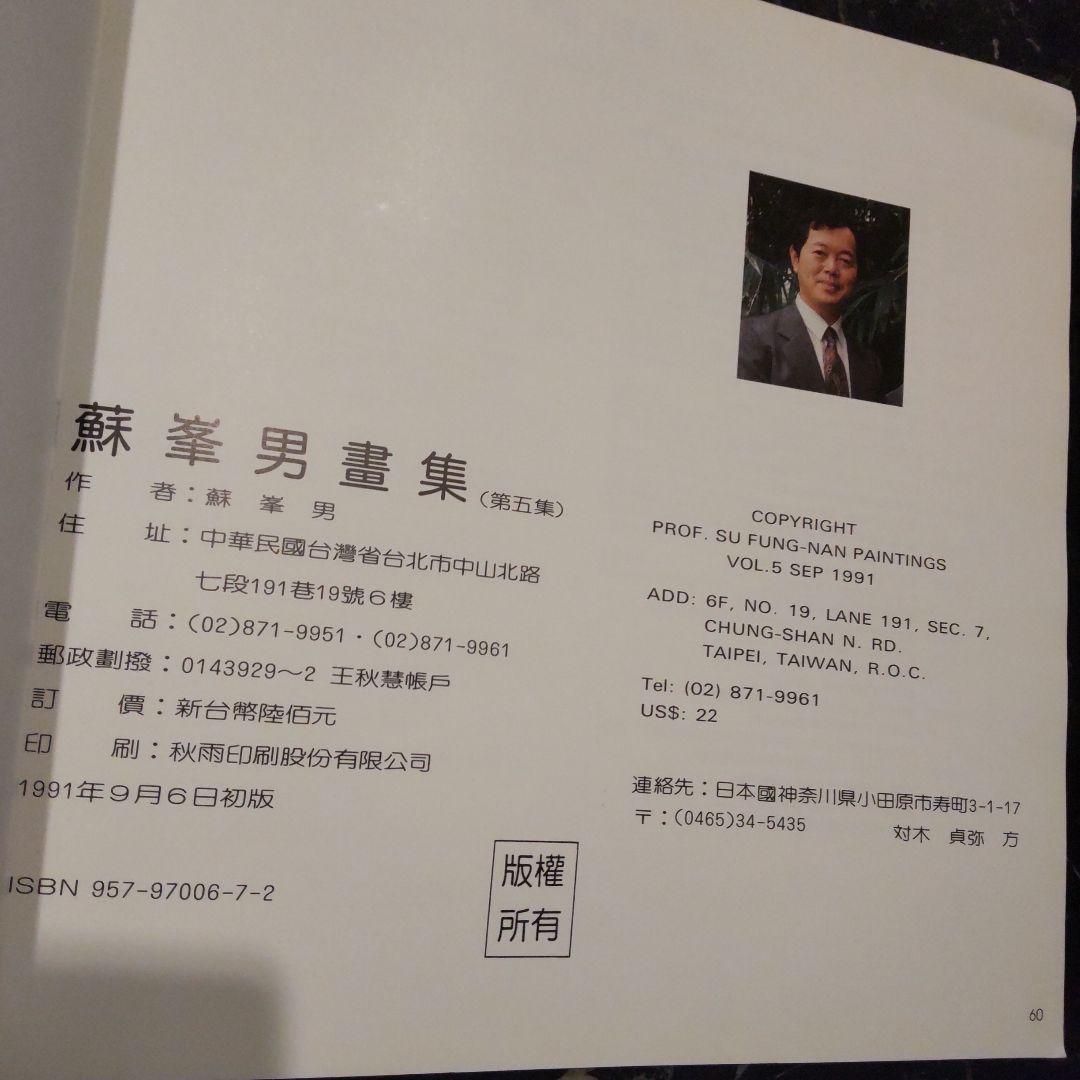 蘇峯男畫集(第五集)
作者：蘇峯男
住址：中華民國台灣省台北市中山北路
七段191巷19號6樓
電話：(02)871-9951・(02)871-9961
郵政劃撥：0143929～2 王秋慧帳戶
訂價：新台幣陸佰元
印刷：秋雨印刷股份有限公司
1991年9月6日初版
ISBN 957-97006-7-2
版權
所有
COPYRIGHT
PROF. SU FUNG-NAN PAINTINGS
VOL.5 SEP 1991
ADD: 6F, NO. 19, LANE 191, SEC. 7,
CHUNG-SHAN N. RD.
TAIPEI, TAIWAN, R.O.C.
Tel: (02) 871-9961
US$: 22
連絡先：日本國神奈川県小田原市寿町3-1-17
〒：(0465)34-5435 対木 貞弥 方
60